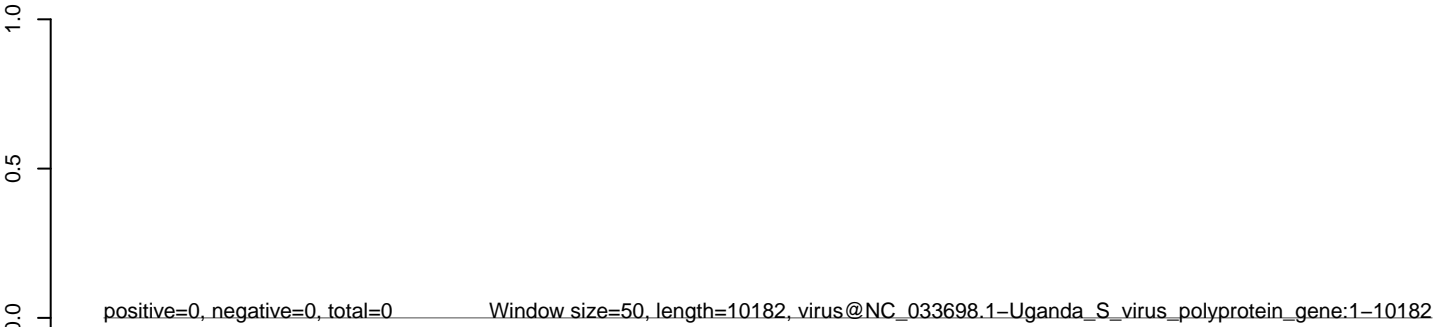 1.0
0.5
0.0
positive=0, negative=0, total=0 Window size=50, length=10182, virus@NC_033698.1−Uganda_S_virus_polyprotein_gene:1−10182